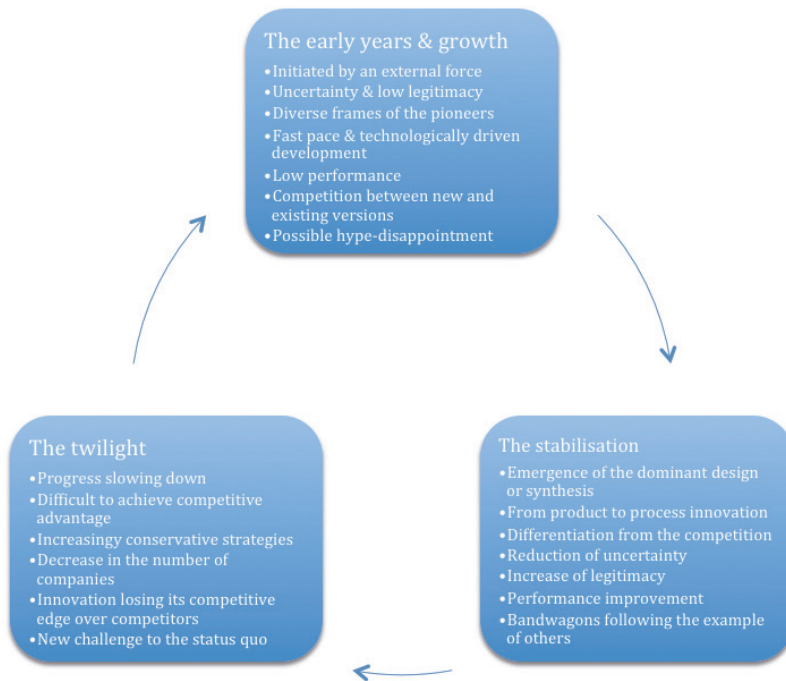 The early years & growth
•Initiated by an external force
•Uncertainty & low legitimacy
•Diverse frames of the pioneers
•Fast pace & technologically driven
development
•Low performance
•Competition between new and
existing versions
•Possible hype-disappointment
The twilight
•Progress slowing down
•Difficult to achieve competitive
advantage
•Increasingy conservative strategies
•Decrease in the number of
companies
•Innovation losing its competitive
edge over competitors
•New challenge to the status quo
The stabilisation
•Emergence of the dominant design
or synthesis
•From product to process innovation
•Differentiation from the competition
•Reduction of uncertainty
•Increase of legitimacy
•Performance improvement
•Bandwagons following the example
of others